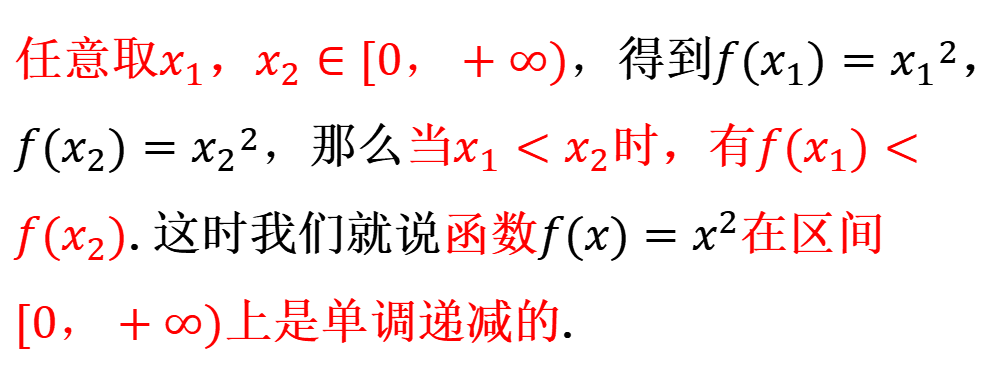 任意取x₁，x₂ ∈ [0， + ∞)，得到f(x₁) = x₁²，
f(x₂) = x₂²，那么当x₁ < x₂时，有f(x₁) <
f(x₂). 这时我们就说函数f(x) = x²在区间
[0， + ∞)上是单调递减的.